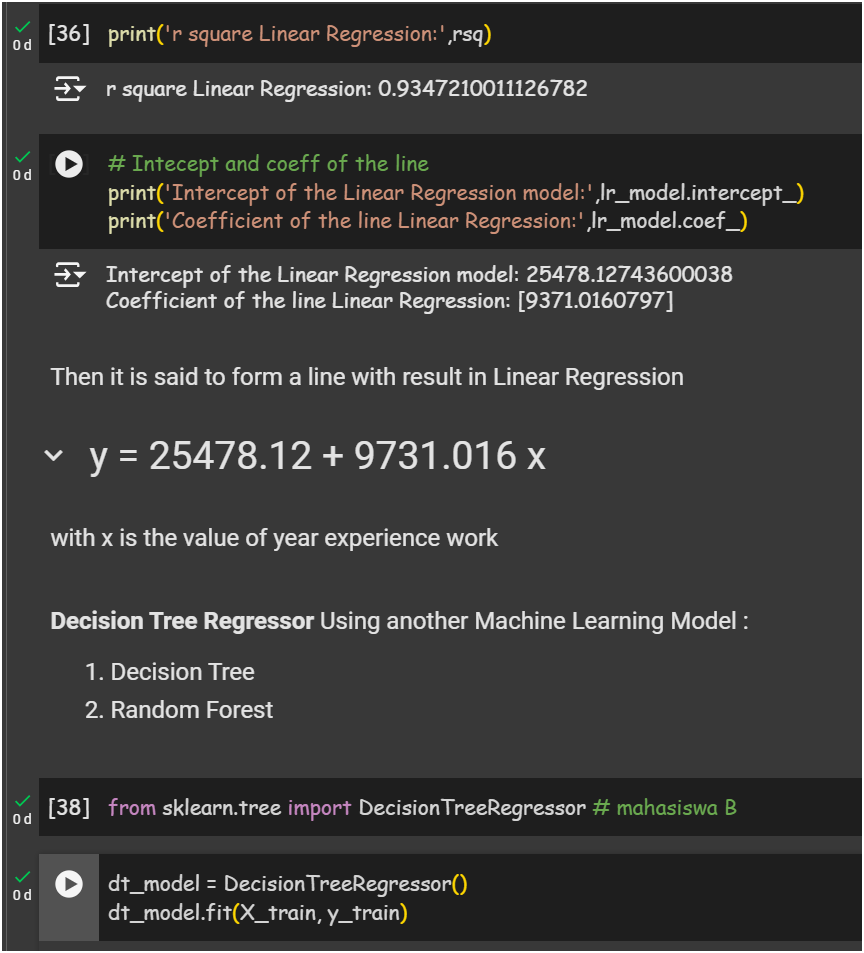 0 d
[36] print('r square Linear Regression:',rsq)
r square Linear Regression: 0.9347210011126782
0 d
# Intecept and coeff of the line
print('Intercept of the Linear Regression model:',lr_model.intercept_)
print('Coefficient of the line Linear Regression:',lr_model.coef_)
Intercept of the Linear Regression model: 25478.12743600038
Coefficient of the line Linear Regression: [9371.0160797]
Then it is said to form a line with result in Linear Regression
y = 25478.12 + 9731.016 x
with x is the value of year experience work
Decision Tree Regressor Using another Machine Learning Model :
1. Decision Tree
2. Random Forest
0 d
[38] from sklearn.tree import DecisionTreeRegressor # mahasiswa B
0 d
dt_model = DecisionTreeRegressor()
dt_model.fit(X_train, y_train)